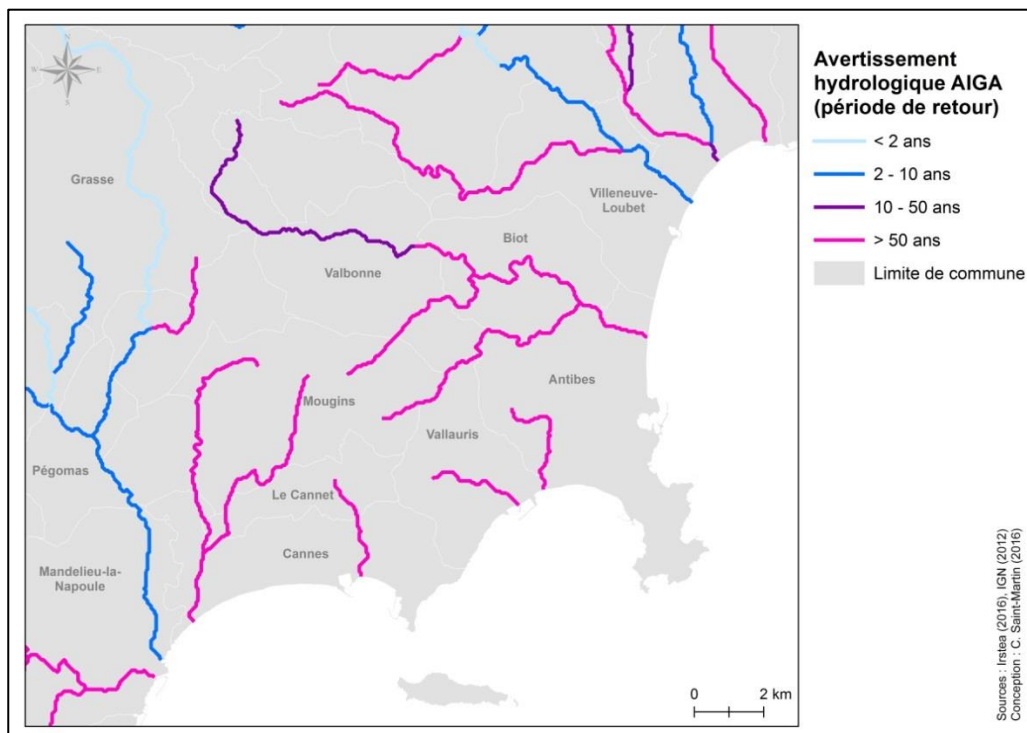 N
W
E
S
Grasse
Villeneuve-
Loubet
Biot
Valbonne
Antibes
Mougins
Vallauris
Pégomas
Le Cannet
Cannes
Mandelieu-la-
Napoule
0 2 km
Avertissement
hydrologique AIGA
(période de retour)
< 2 ans
2 - 10 ans
10 - 50 ans
> 50 ans
Limite de commune
Sources : Irstea (2016), IGN (2012)
Conception : C. Saint-Martin (2016)